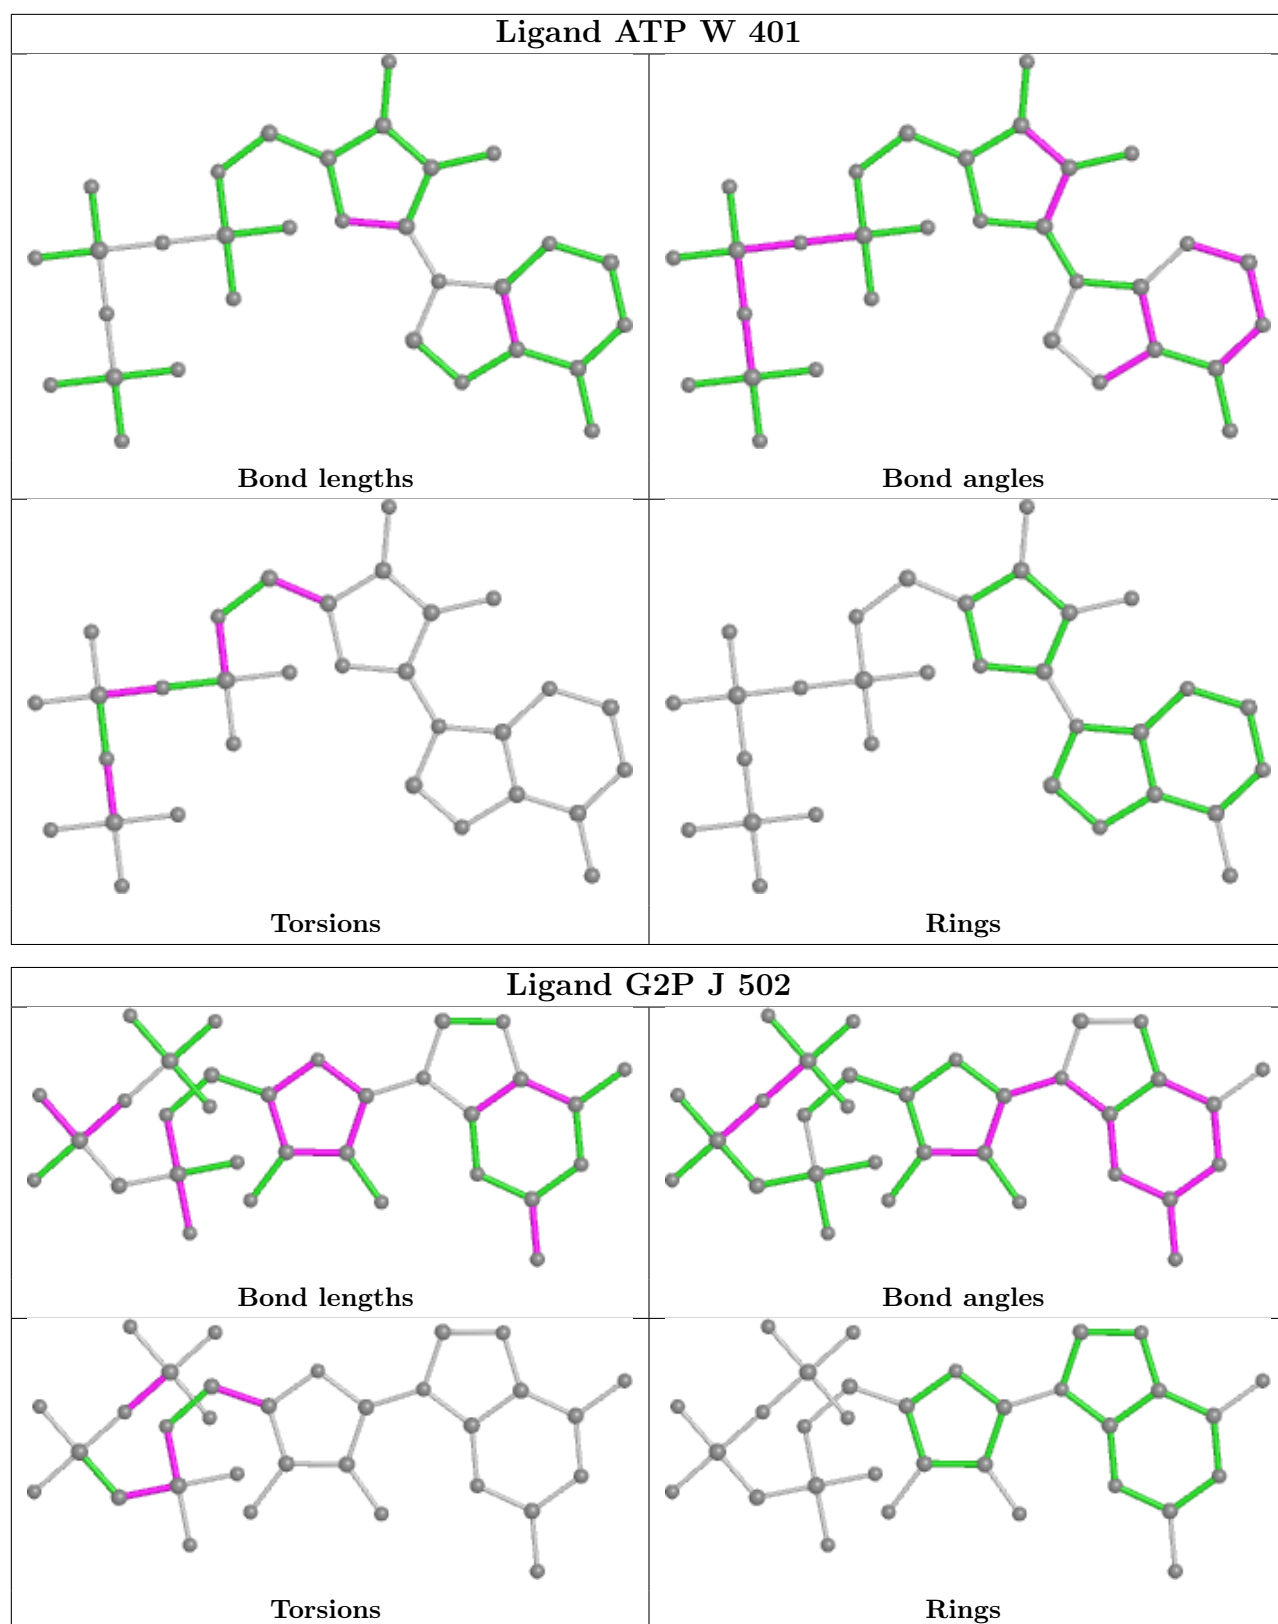 Ligand ATP W 401
Bond lengths
Bond angles
Torsions
Rings
Ligand G2P J 502
Bond lengths
Bond angles
Torsions
Rings